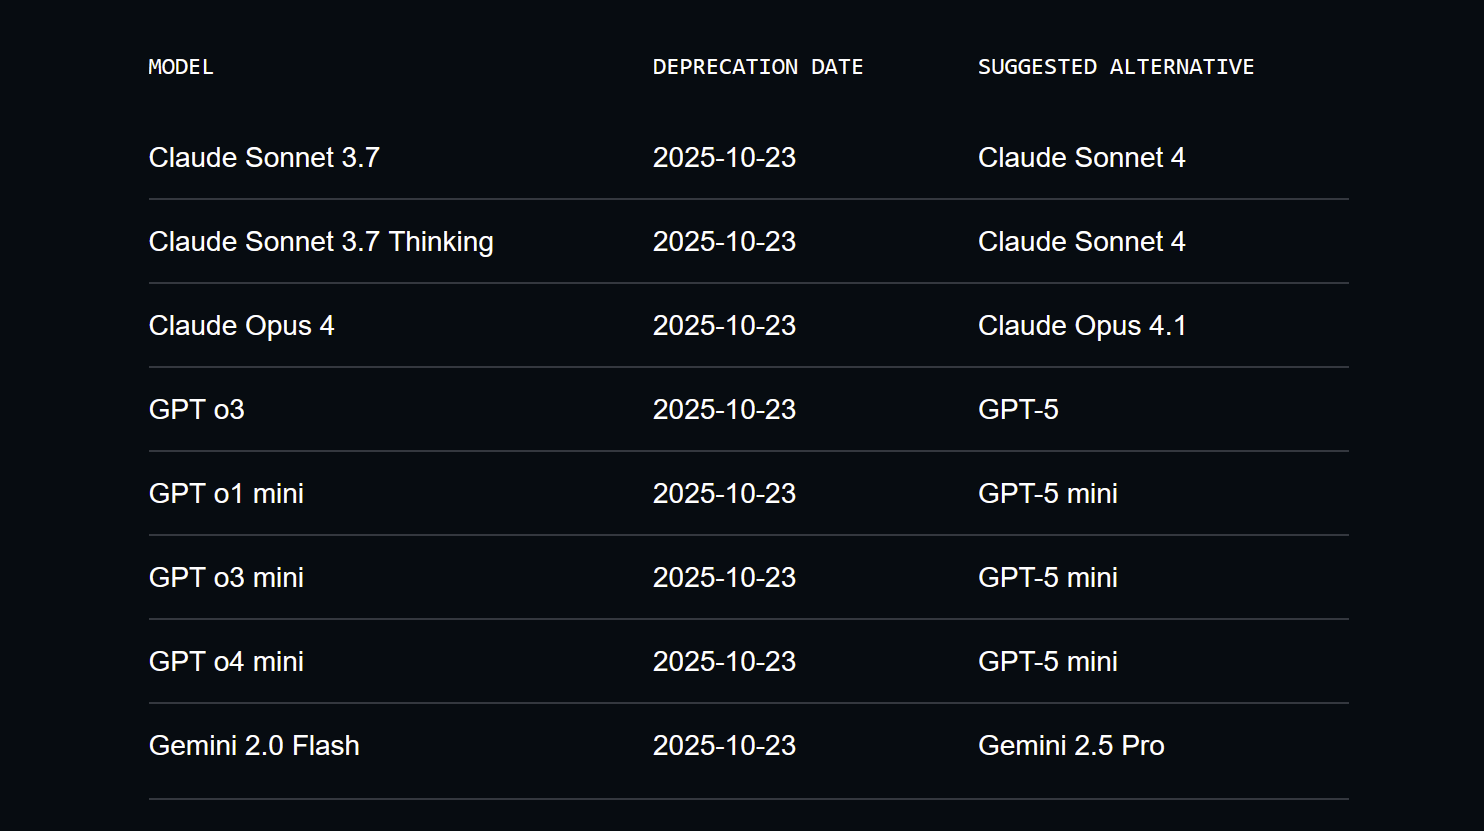 MODEL DEPRECATION DATE SUGGESTED ALTERNATIVE
Claude Sonnet 3.7 2025-10-23 Claude Sonnet 4
Claude Sonnet 3.7 Thinking 2025-10-23 Claude Sonnet 4
Claude Opus 4 2025-10-23 Claude Opus 4.1
GPT o3 2025-10-23 GPT-5
GPT o1 mini 2025-10-23 GPT-5 mini
GPT o3 mini 2025-10-23 GPT-5 mini
GPT o4 mini 2025-10-23 GPT-5 mini
Gemini 2.0 Flash 2025-10-23 Gemini 2.5 Pro